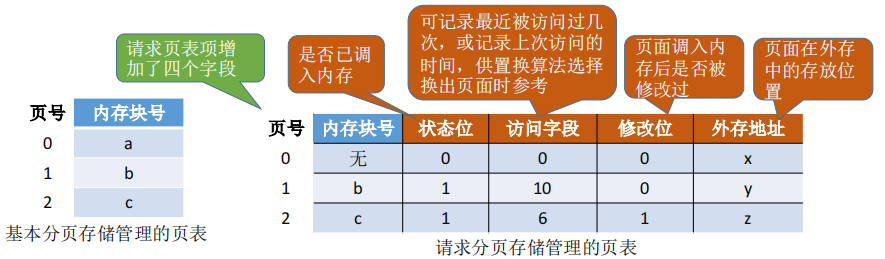 请求页表项增
加了四个字段
是否已调
入内存
可记录最近被访问过几
次，或记录上次访问的
时间，供置换算法选择
换出页面时参考
页面调入内
存后是否被
修改过
页面在外存
中的存放位
置
页号 内存块号
0 a
1 b
2 c
基本分页存储管理的页表
页号 内存块号 状态位 访问字段 修改位 外存地址
0 无 0 0 0 x
1 b 1 10 0 y
2 c 1 6 1 z
请求分页存储管理的页表